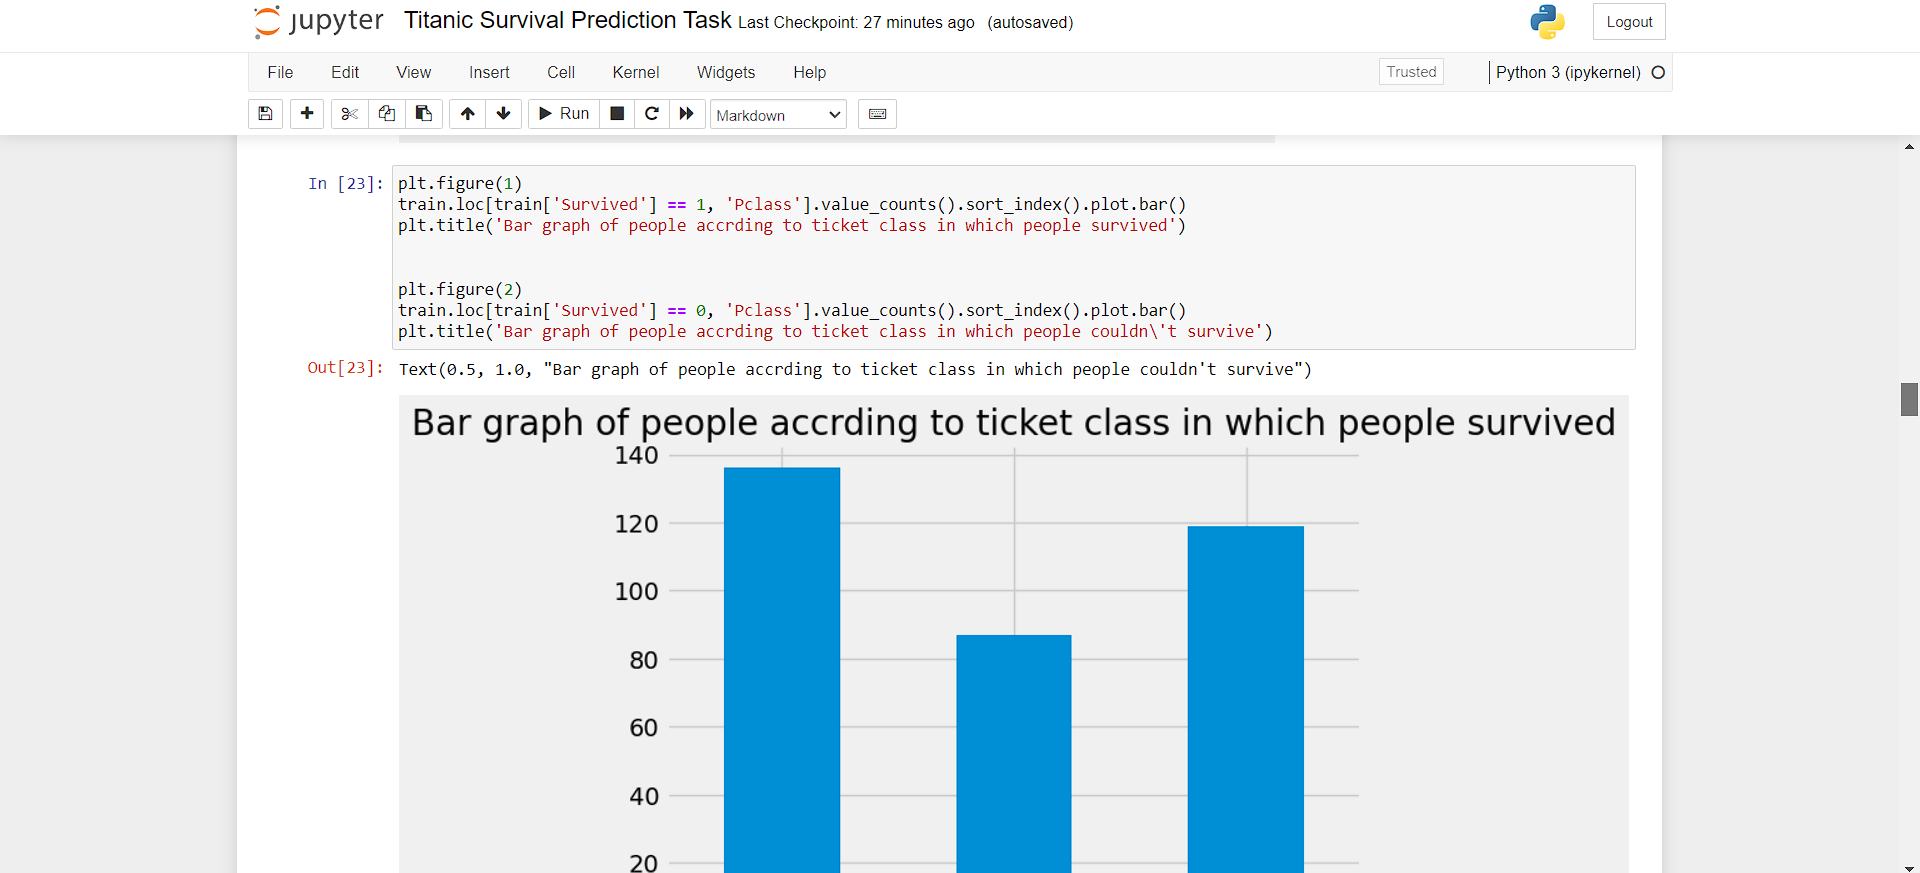 jupyter Titanic Survival Prediction Task Last Checkpoint: 27 minutes ago (autosaved) Logout
File Edit View Insert Cell Kernel Widgets Help Trusted Python 3 (ipykernel)
Run Markdown
In [23]: plt.figure(1)
train.loc[train['Survived'] == 1, 'Pclass'].value_counts().sort_index().plot.bar()
plt.title('Bar graph of people accrding to ticket class in which people survived')
plt.figure(2)
train.loc[train['Survived'] == 0, 'Pclass'].value_counts().sort_index().plot.bar()
plt.title('Bar graph of people accrding to ticket class in which people couldn\'t survive')
Out[23]: Text(0.5, 1.0, "Bar graph of people accrding to ticket class in which people couldn't survive")
Bar graph of people accrding to ticket class in which people survived
140
120
100
80
60
40
20